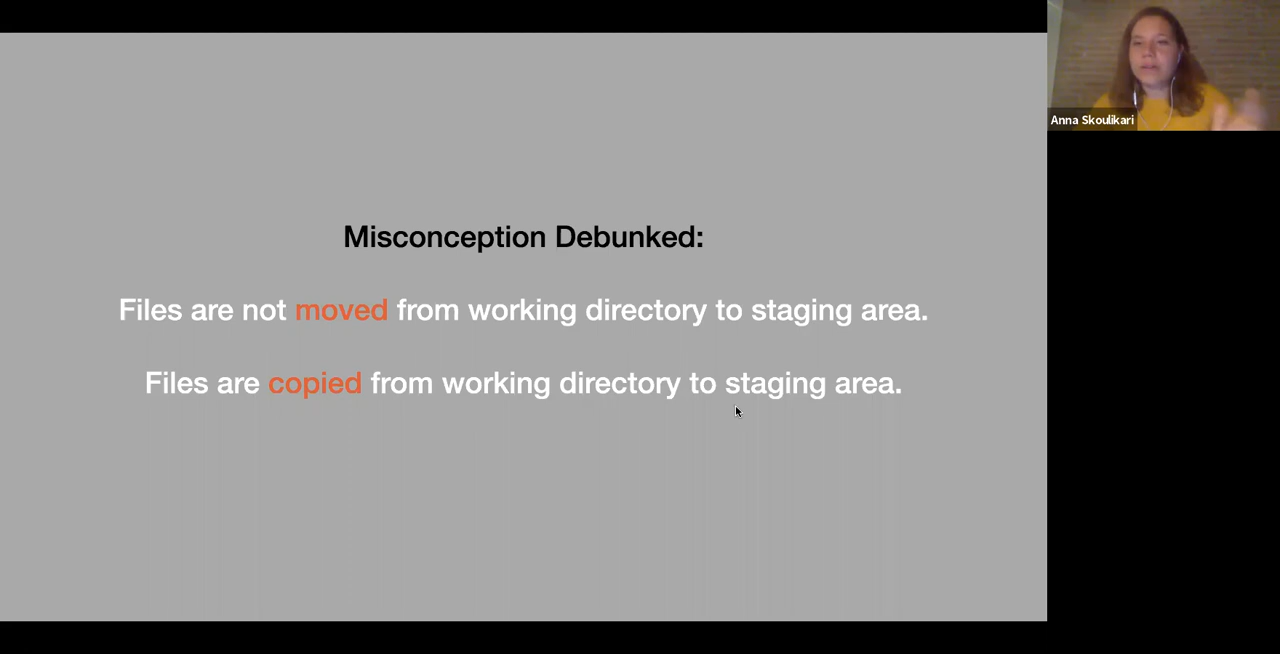 Misconception Debunked:
Files are not moved from working directory to staging area.
Files are copied from working directory to staging area.
Anna Skoulikari